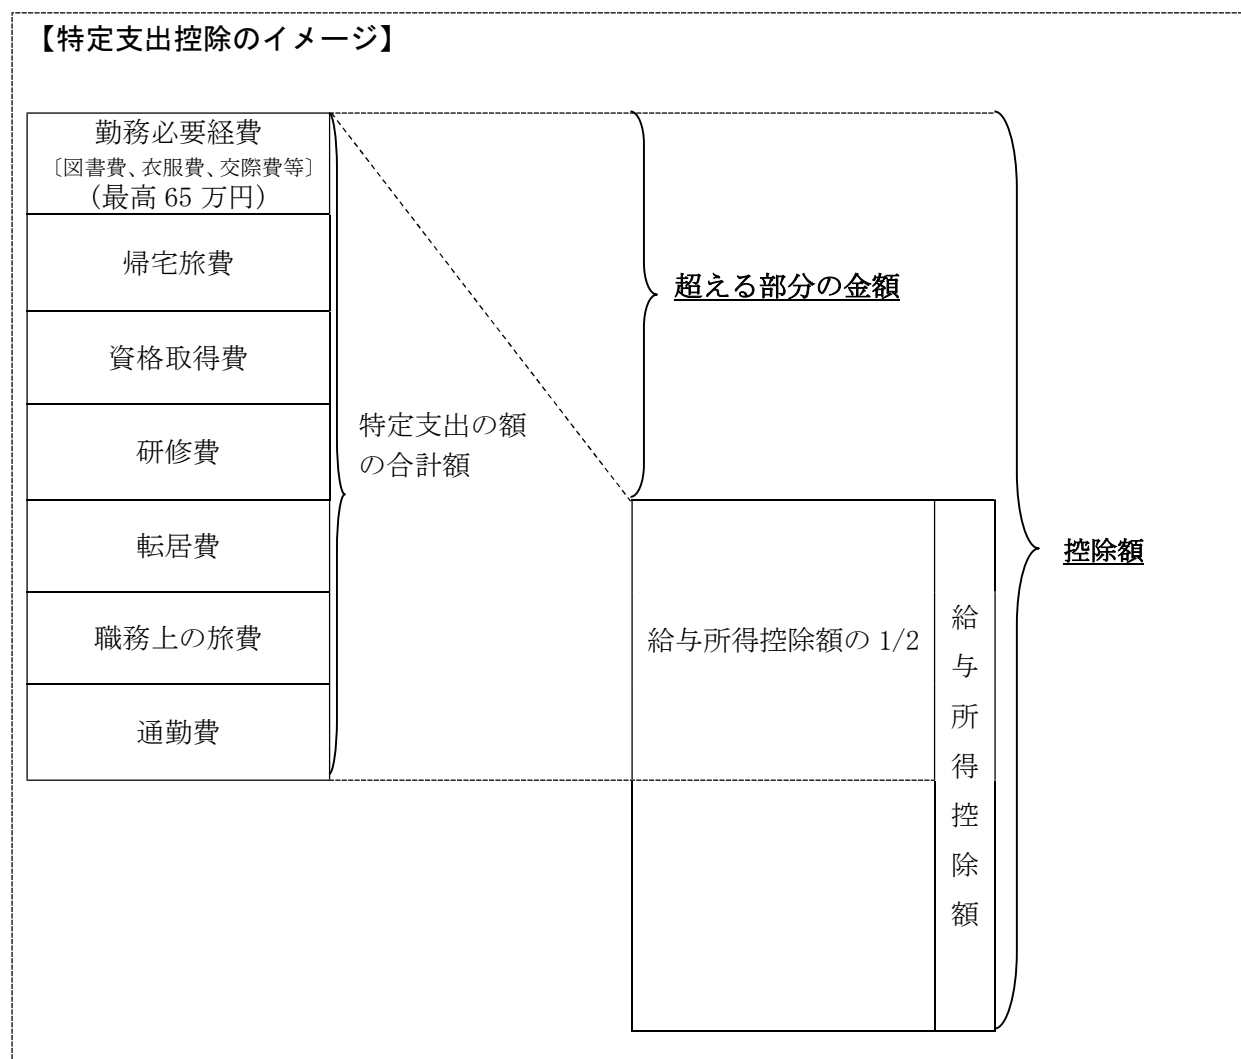 【特定支出控除のイメージ】
勤務必要経費
〔図書費、衣服費、交際費等〕
(最高 65 万円)
帰宅旅費
資格取得費
研修費
転居費
職務上の旅費
通勤費
特定支出の額
の合計額
超える部分の金額
給与所得控除額の 1/2
給与所得控除額
控除額